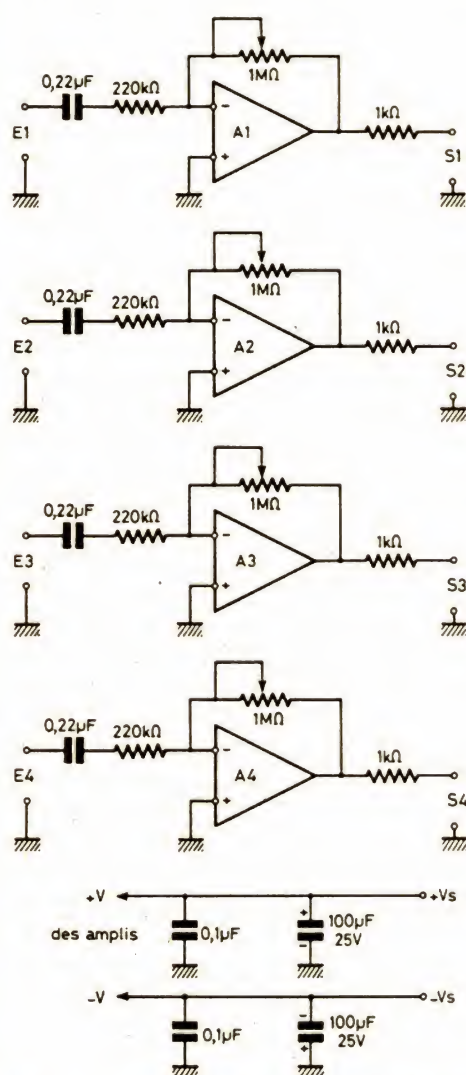 1MΩ
0,22µF 220kΩ
1kΩ
E1 - A1 S1
+
1MΩ
0,22µF 220kΩ
1kΩ
E2 - A2 S2
+
1MΩ
0,22µF 220kΩ
1kΩ
E3 - A3 S3
+
1MΩ
0,22µF 220kΩ
1kΩ
E4 - A4 S4
+
+V +Vs
des amplis 0,1µF + 100µF
- 25V
-V -Vs
0,1µF - 100µF
+ 25V